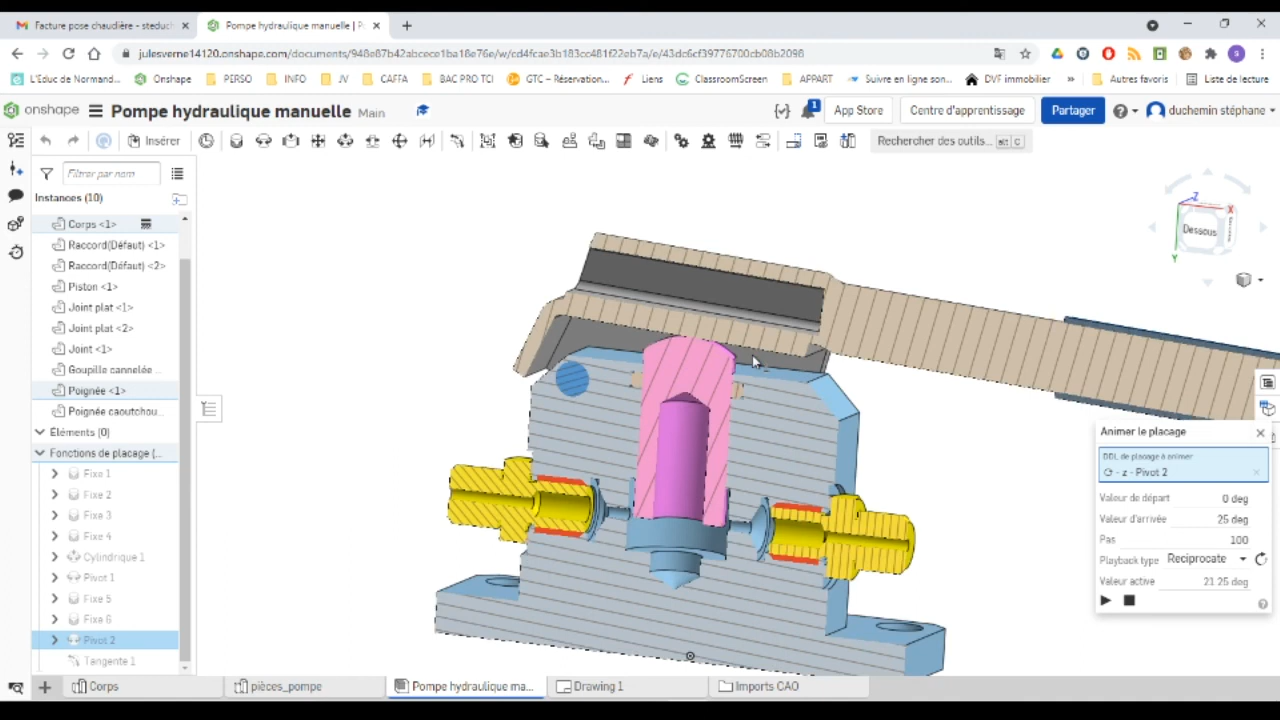 Facture pose chaudière - steduch
Pompe hydraulique manuelle | P
julesverne14120.onshape.com/documents/948e87b42abcece1ba18e76e/w/cd4fcae3b183cc481f22eb7a/e/43dc6cf39776700cb08b2098
L'Éduc de Normand...
Onshape
PERSO
INFO
JV
CAFFA
BAC PRO TCI
GTC – Réservation...
Liens
ClassroomScreen
APPART
Suivre en ligne son...
DVF immobilier
»
Autres favoris
Liste de lecture
onshape
Pompe hydraulique manuelle Main
1
App Store
Centre d'apprentissage
Partager
duchemin stéphane
Insérer
Rechercher des outils... alt C
Filtrer par nom
Instances (10)
Corps <1>
Raccord(Défaut) <1>
Raccord(Défaut) <2>
Piston <1>
Joint plat <1>
Joint plat <2>
Joint <1>
Goupille cannelée ...
Poignée <1>
Poignée caoutchou...
Éléments (0)
Fonctions de placage (...
Fixe 1
Fixe 2
Fixe 3
Fixe 4
Cylindrique 1
Pivot 1
Fixe 5
Fixe 6
Pivot 2
Tangente 1
Z
X
Dessous
Y
Animer le placage
DDL de placage à animer
- z - Pivot 2
Valeur de départ 0 deg
Valeur d'arrivée 25 deg
Pas 100
Playback type Reciprocate
Valeur active 21.25 deg
Corps
pièces_pompe
Pompe hydraulique ma...
Drawing 1
Imports CAO